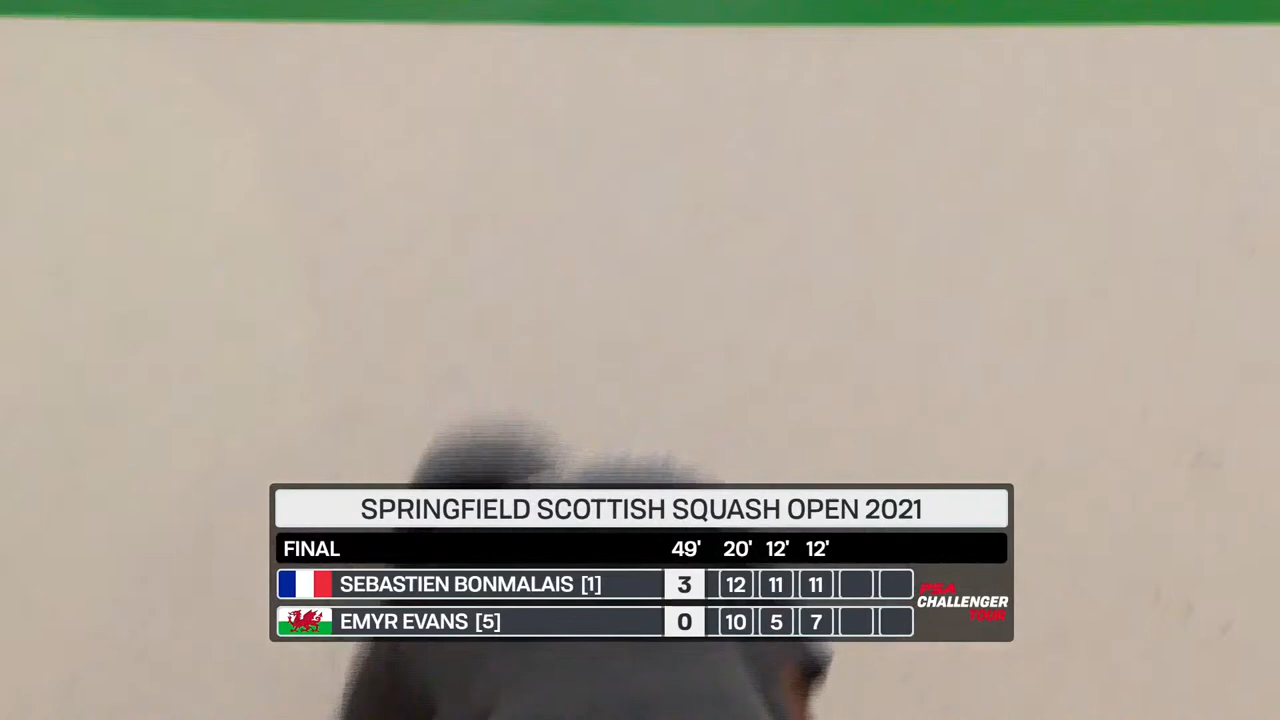 SPRINGFIELD SCOTTISH SQUASH OPEN 2021
FINAL 49' 20' 12' 12'
SEBASTIEN BONMALAIS [1] 3 12 11 11
EMYR EVANS [5] 0 10 5 7
PSA
CHALLENGER
TOUR